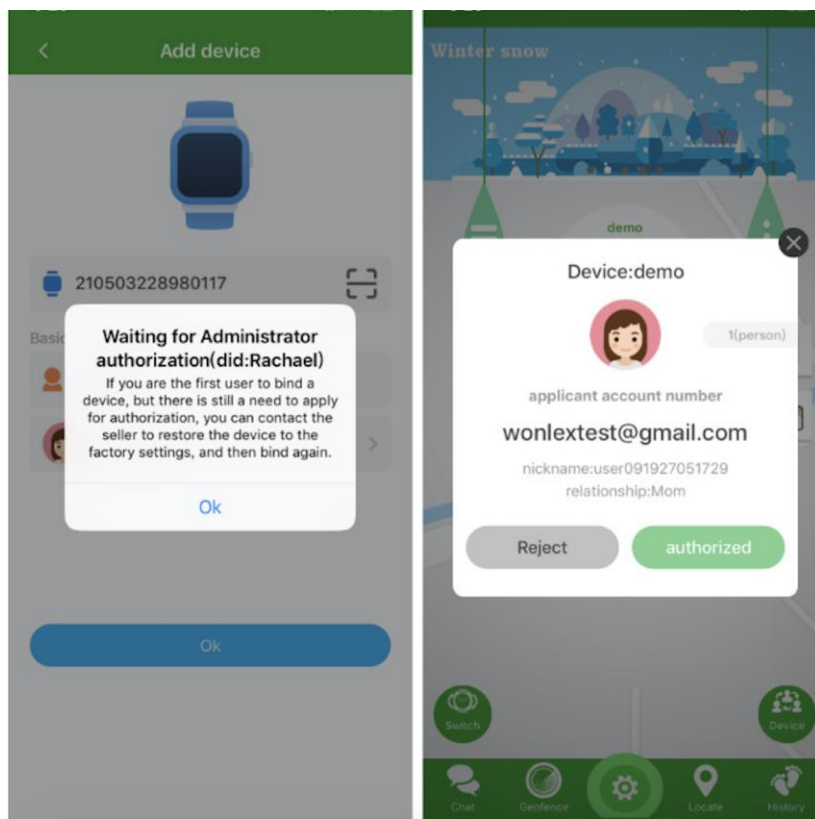 Add device
210503228980117
Basic
Waiting for Administrator
authorization(did:Rachael)
If you are the first user to bind a
device, but there is still a need to apply
for authorization, you can contact the
seller to restore the device to the
factory settings, and then bind again.
Ok
Ok
Winter snow
demo
Device:demo
1(person)
applicant account number
wonlextest@gmail.com
nickname:user091927051729
relationship:Mom
Reject
authorized
Switch
Device
Chat
Geofence
Locate
History